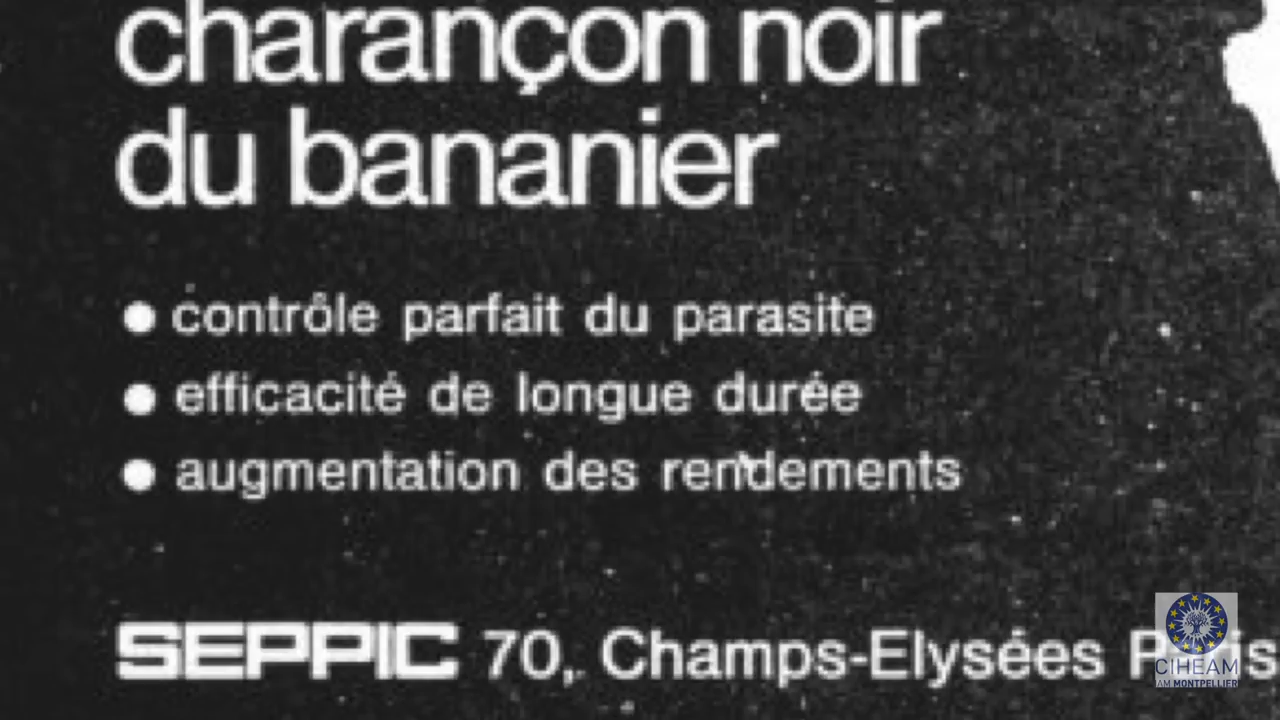 charançon noir
du bananier
● contrôle parfait du parasite
● efficacité de longue durée
● augmentation des rendements
SEPPIC 70, Champs-Elysées Paris
CIHEAM
IAM MONTPELLIER